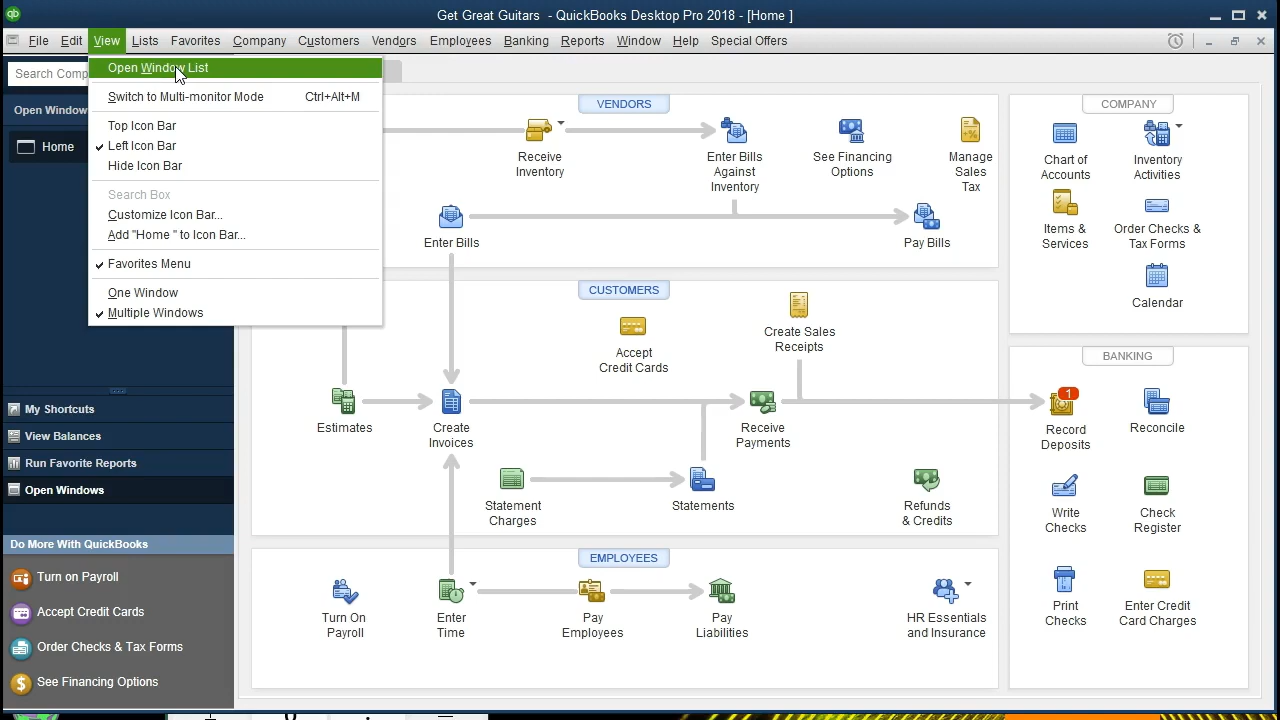 Get Great Guitars - QuickBooks Desktop Pro 2018 - [Home ]
File Edit View Lists Favorites Company Customers Vendors Employees Banking Reports Window Help Special Offers
Search Comp
Open Window
Home
Open Window List
Switch to Multi-monitor Mode Ctrl+Alt+M
Top Icon Bar
Left Icon Bar
Hide Icon Bar
Search Box
Customize Icon Bar...
Add "Home " to Icon Bar...
Favorites Menu
One Window
Multiple Windows
My Shortcuts
View Balances
Run Favorite Reports
Open Windows
Do More With QuickBooks
Turn on Payroll
Accept Credit Cards
Order Checks & Tax Forms
See Financing Options
VENDORS
Receive
Inventory
Enter Bills
Against
Inventory
See Financing
Options
Manage
Sales
Tax
Enter Bills
Pay Bills
CUSTOMERS
Create Sales
Receipts
Accept
Credit Cards
Estimates
Create
Invoices
Receive
Payments
Statement
Charges
Statements
Refunds
& Credits
EMPLOYEES
Turn On
Payroll
Enter
Time
Pay
Employees
Pay
Liabilities
HR Essentials
and Insurance
COMPANY
Chart of
Accounts
Inventory
Activities
Items &
Services
Order Checks &
Tax Forms
Calendar
BANKING
1
Record
Deposits
Reconcile
Write
Checks
Check
Register
Print
Checks
Enter Credit
Card Charges